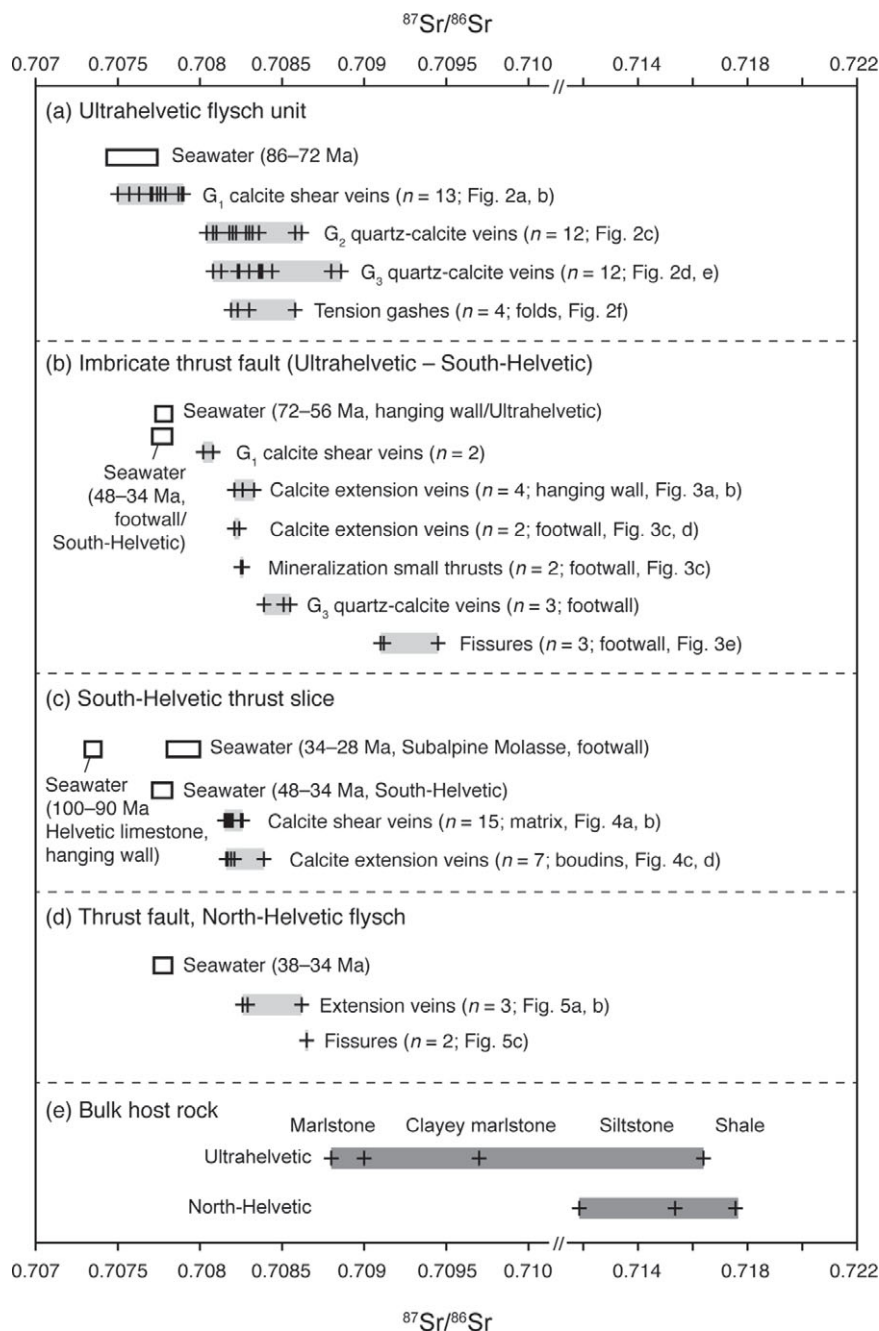 ⁸⁷Sr/⁸⁶Sr
0.707 0.7075 0.708 0.7085 0.709 0.7095 0.710 // 0.714 0.718 0.722
(a) Ultrahelvetic flysch unit
Seawater (86–72 Ma)
G₁ calcite shear veins (n = 13; Fig. 2a, b)
G₂ quartz-calcite veins (n = 12; Fig. 2c)
G₃ quartz-calcite veins (n = 12; Fig. 2d, e)
Tension gashes (n = 4; folds, Fig. 2f)
(b) Imbricate thrust fault (Ultrahelvetic – South-Helvetic)
Seawater (72–56 Ma, hanging wall/Ultrahelvetic)
G₁ calcite shear veins (n = 2)
Seawater
(48–34 Ma,
footwall/
South-Helvetic)
Calcite extension veins (n = 4; hanging wall, Fig. 3a, b)
Calcite extension veins (n = 2; footwall, Fig. 3c, d)
Mineralization small thrusts (n = 2; footwall, Fig. 3c)
G₃ quartz-calcite veins (n = 3; footwall)
Fissures (n = 3; footwall, Fig. 3e)
(c) South-Helvetic thrust slice
Seawater (34–28 Ma, Subalpine Molasse, footwall)
Seawater
(100–90 Ma
Helvetic limestone,
hanging wall)
Seawater (48–34 Ma, South-Helvetic)
Calcite shear veins (n = 15; matrix, Fig. 4a, b)
Calcite extension veins (n = 7; boudins, Fig. 4c, d)
(d) Thrust fault, North-Helvetic flysch
Seawater (38–34 Ma)
Extension veins (n = 3; Fig. 5a, b)
Fissures (n = 2; Fig. 5c)
(e) Bulk host rock
Marlstone Clayey marlstone Siltstone Shale
Ultrahelvetic
North-Helvetic
0.707 0.7075 0.708 0.7085 0.709 0.7095 0.710 // 0.714 0.718 0.722
⁸⁷Sr/⁸⁶Sr